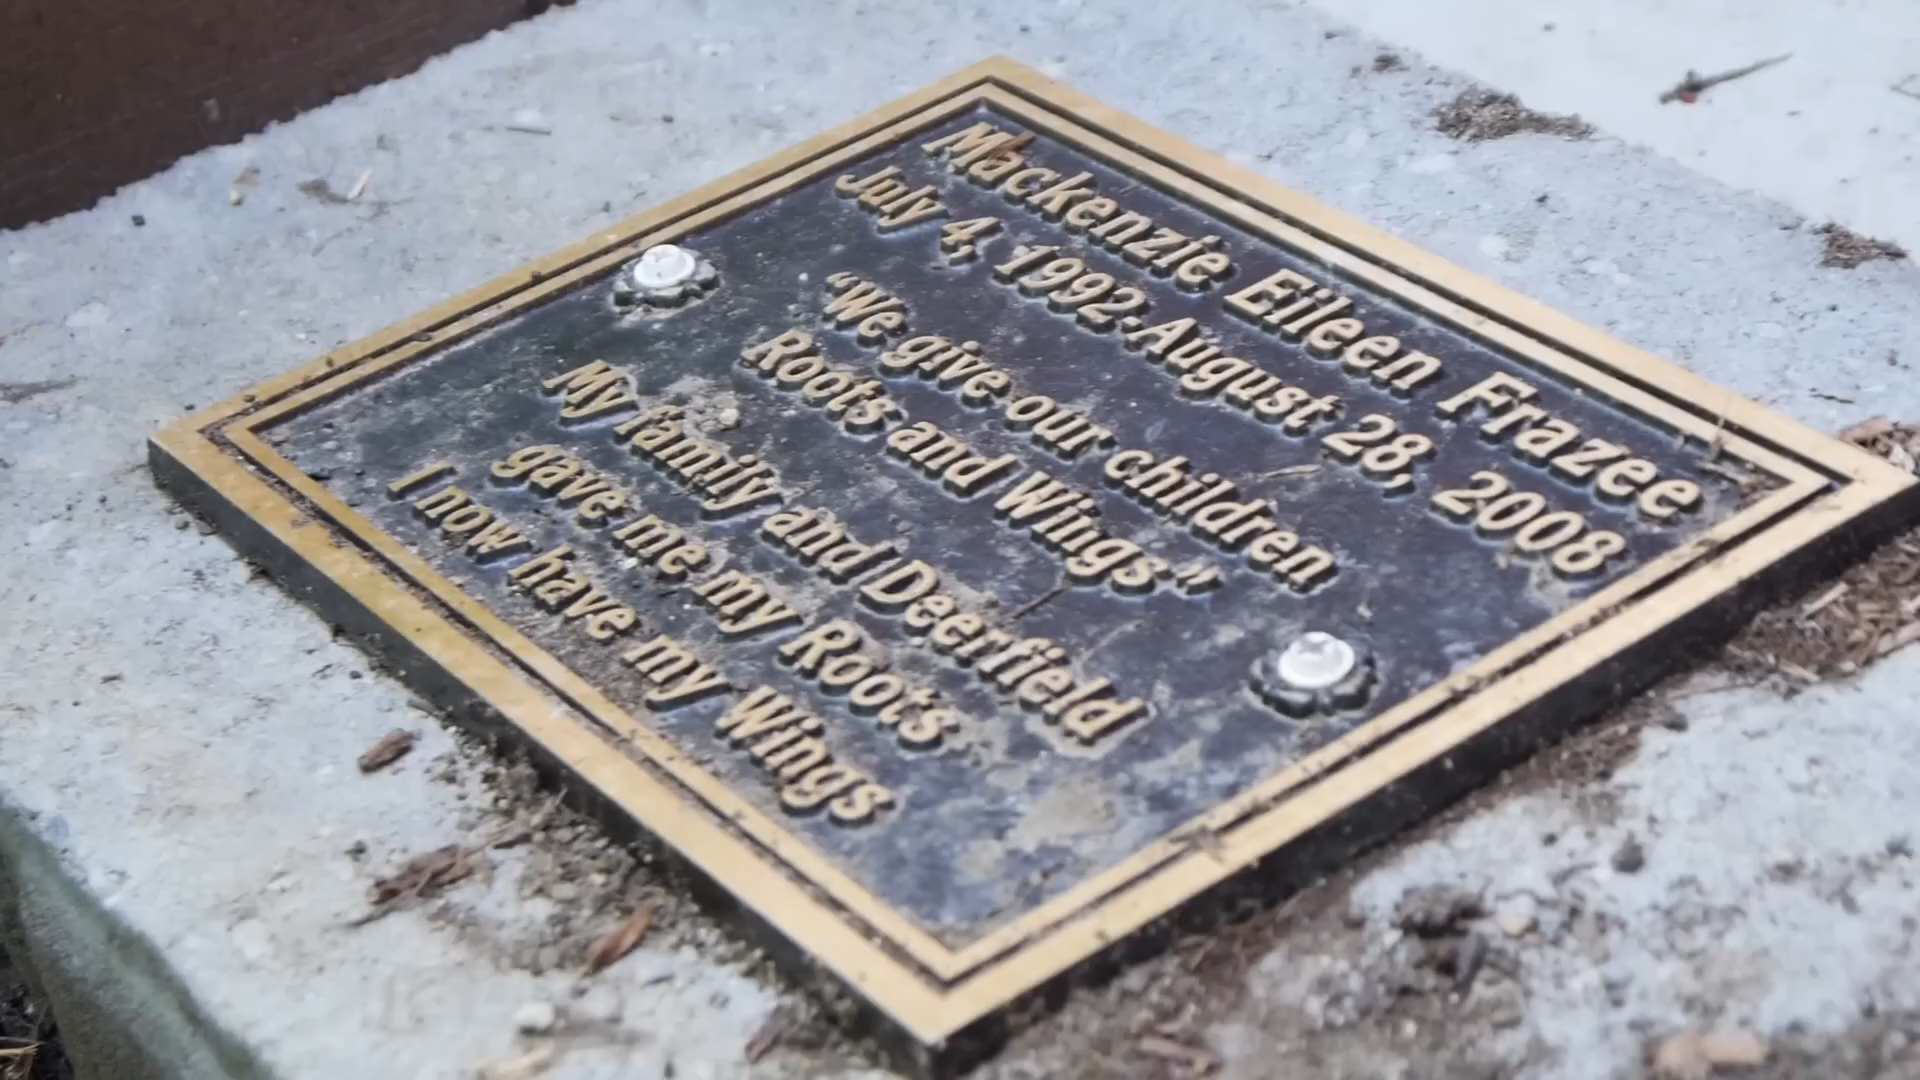 Mackenzie Eileen Frazee
July 4, 1992-August 28, 2008
"We give our children
Roots and Wings"
My family and Deerfield
gave me my Roots
I now have my Wings